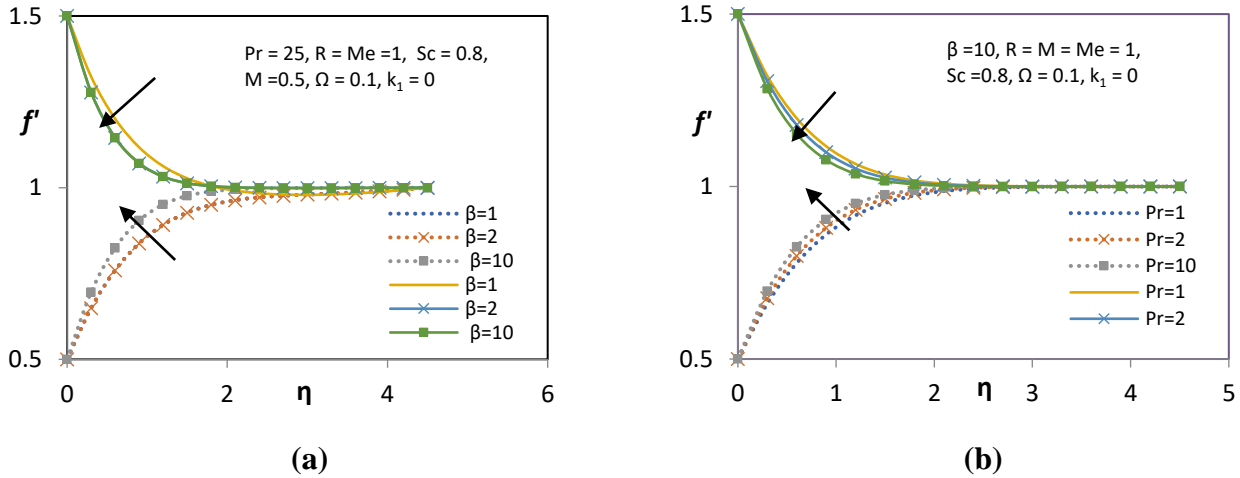 1.5
Pr = 25, R = Me =1, Sc = 0.8,
M =0.5, Ω = 0.1, k1 = 0
f'
1
β=1
β=2
β=10
β=1
β=2
β=10
0.5
0
2
η
4
6
(a)
1.5
β=10, R = M = Me = 1,
Sc =0.8, Ω = 0.1, k1 = 0
f'
1
Pr=1
Pr=2
Pr=10
Pr=1
Pr=2
0.5
0
1
2
η
3
4
5
(b)